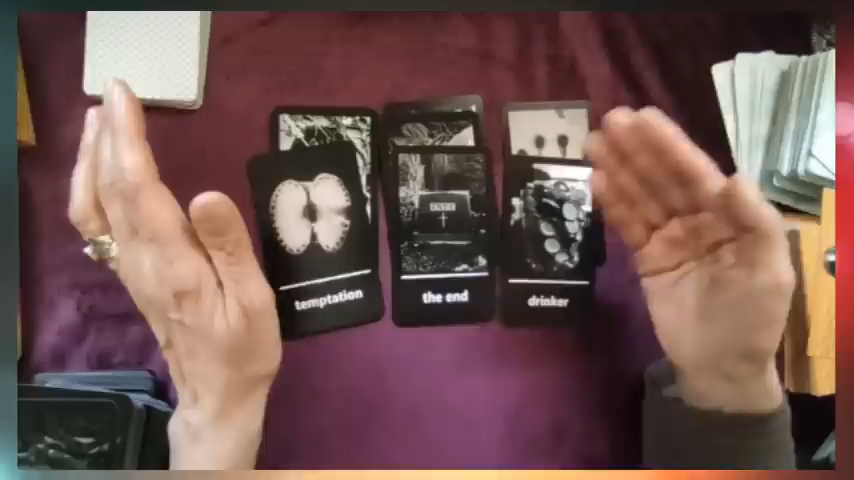 temptation
the end
drinker